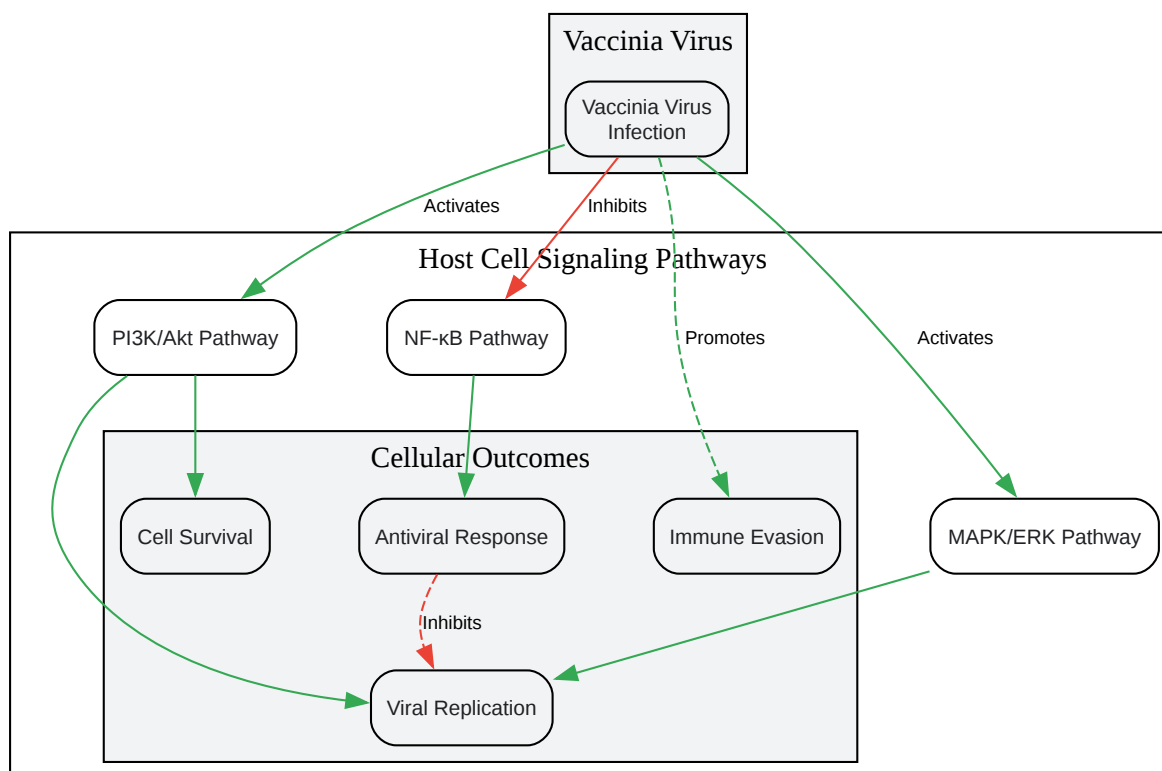 Vaccinia Virus
Vaccinia Virus
Infection
Activates
Inhibits
Host Cell Signaling Pathways
PI3K/Akt Pathway
NF-κB Pathway
Promotes
Activates
Cellular Outcomes
Cell Survival
Antiviral Response
Immune Evasion
MAPK/ERK Pathway
Inhibits
Viral Replication